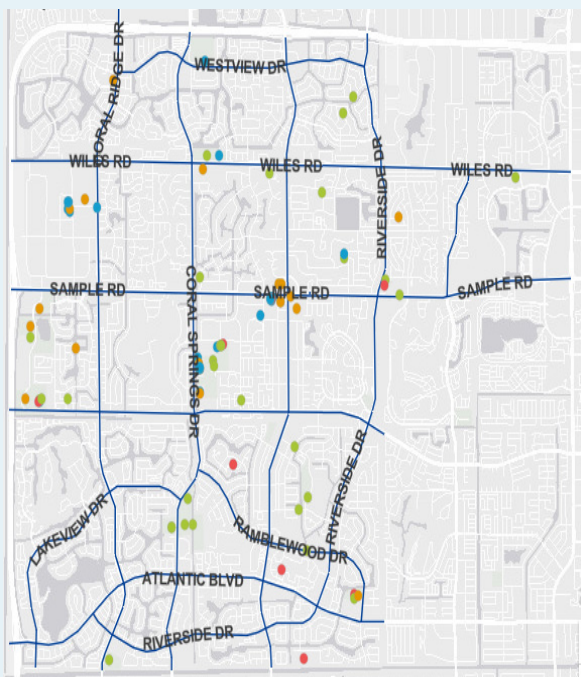 CORAL RIDGE DR
WESTVIEW DR
WILES RD
WILES RD
WILES RD
RIVERSIDE DR
SAMPLE RD
SAMPLE RD
SAMPLE RD
CORAL SPRINGS DR
RIVERSIDE DR
LAKEVIEW DR
RAMBLEWOOD DR
ATLANTIC BLVD
RIVERSIDE DR